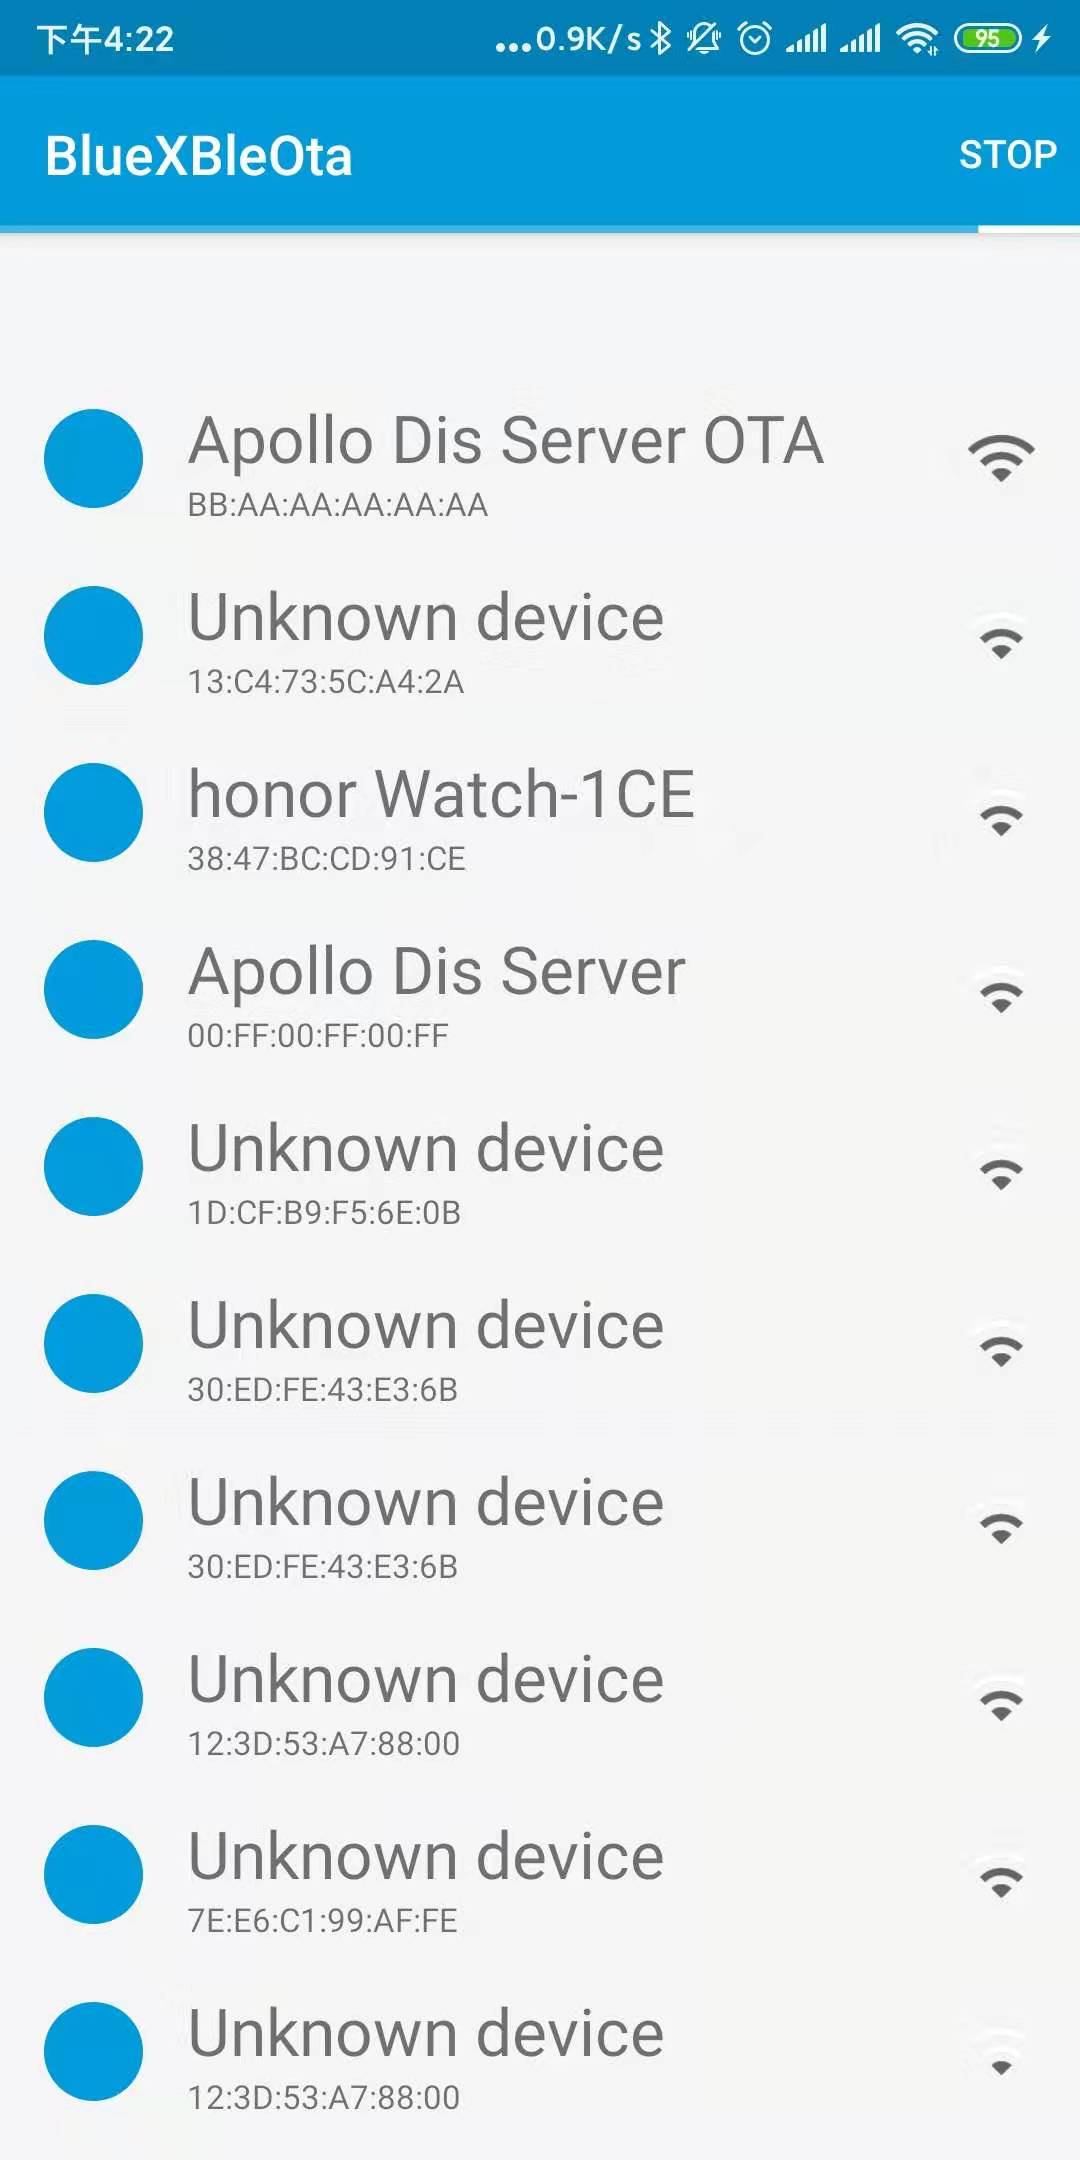 下午4:22 ...0.9K/s 95
BlueXBleOta STOP
Apollo Dis Server OTA
BB:AA:AA:AA:AA:AA
Unknown device
13:C4:73:5C:A4:2A
honor Watch-1CE
38:47:BC:CD:91:CE
Apollo Dis Server
00:FF:00:FF:00:FF
Unknown device
1D:CF:B9:F5:6E:0B
Unknown device
30:ED:FE:43:E3:6B
Unknown device
30:ED:FE:43:E3:6B
Unknown device
12:3D:53:A7:88:00
Unknown device
7E:E6:C1:99:AF:FE
Unknown device
12:3D:53:A7:88:00